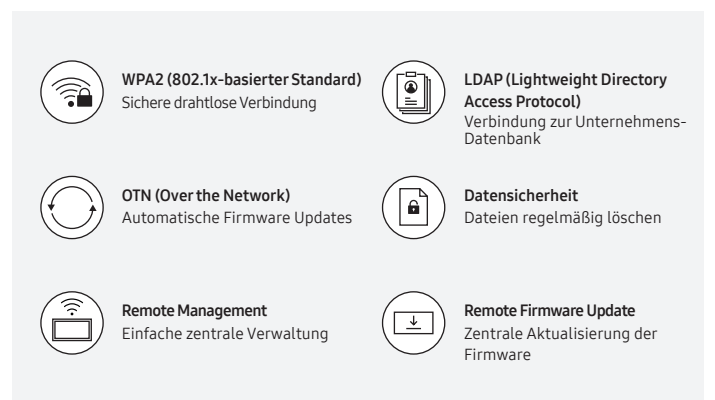 WPA2 (802.1x-basierter Standard)
Sichere drahtlose Verbindung
LDAP (Lightweight Directory
Access Protocol)
Verbindung zur Unternehmens-
Datenbank
OTN (Over the Network)
Automatische Firmware Updates
Datensicherheit
Dateien regelmäßig löschen
Remote Management
Einfache zentrale Verwaltung
Remote Firmware Update
Zentrale Aktualisierung der
Firmware